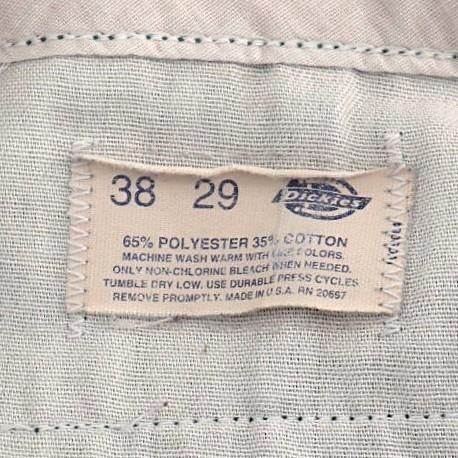 38 29 Dickies
65% POLYESTER 35% COTTON
MACHINE WASH WARM WITH LIKE COLORS.
ONLY NON-CHLORINE BLEACH WHEN NEEDED.
TUMBLE DRY LOW. USE DURABLE PRESS CYCLES
REMOVE PROMPTLY. MADE IN U.S.A. RN 20697